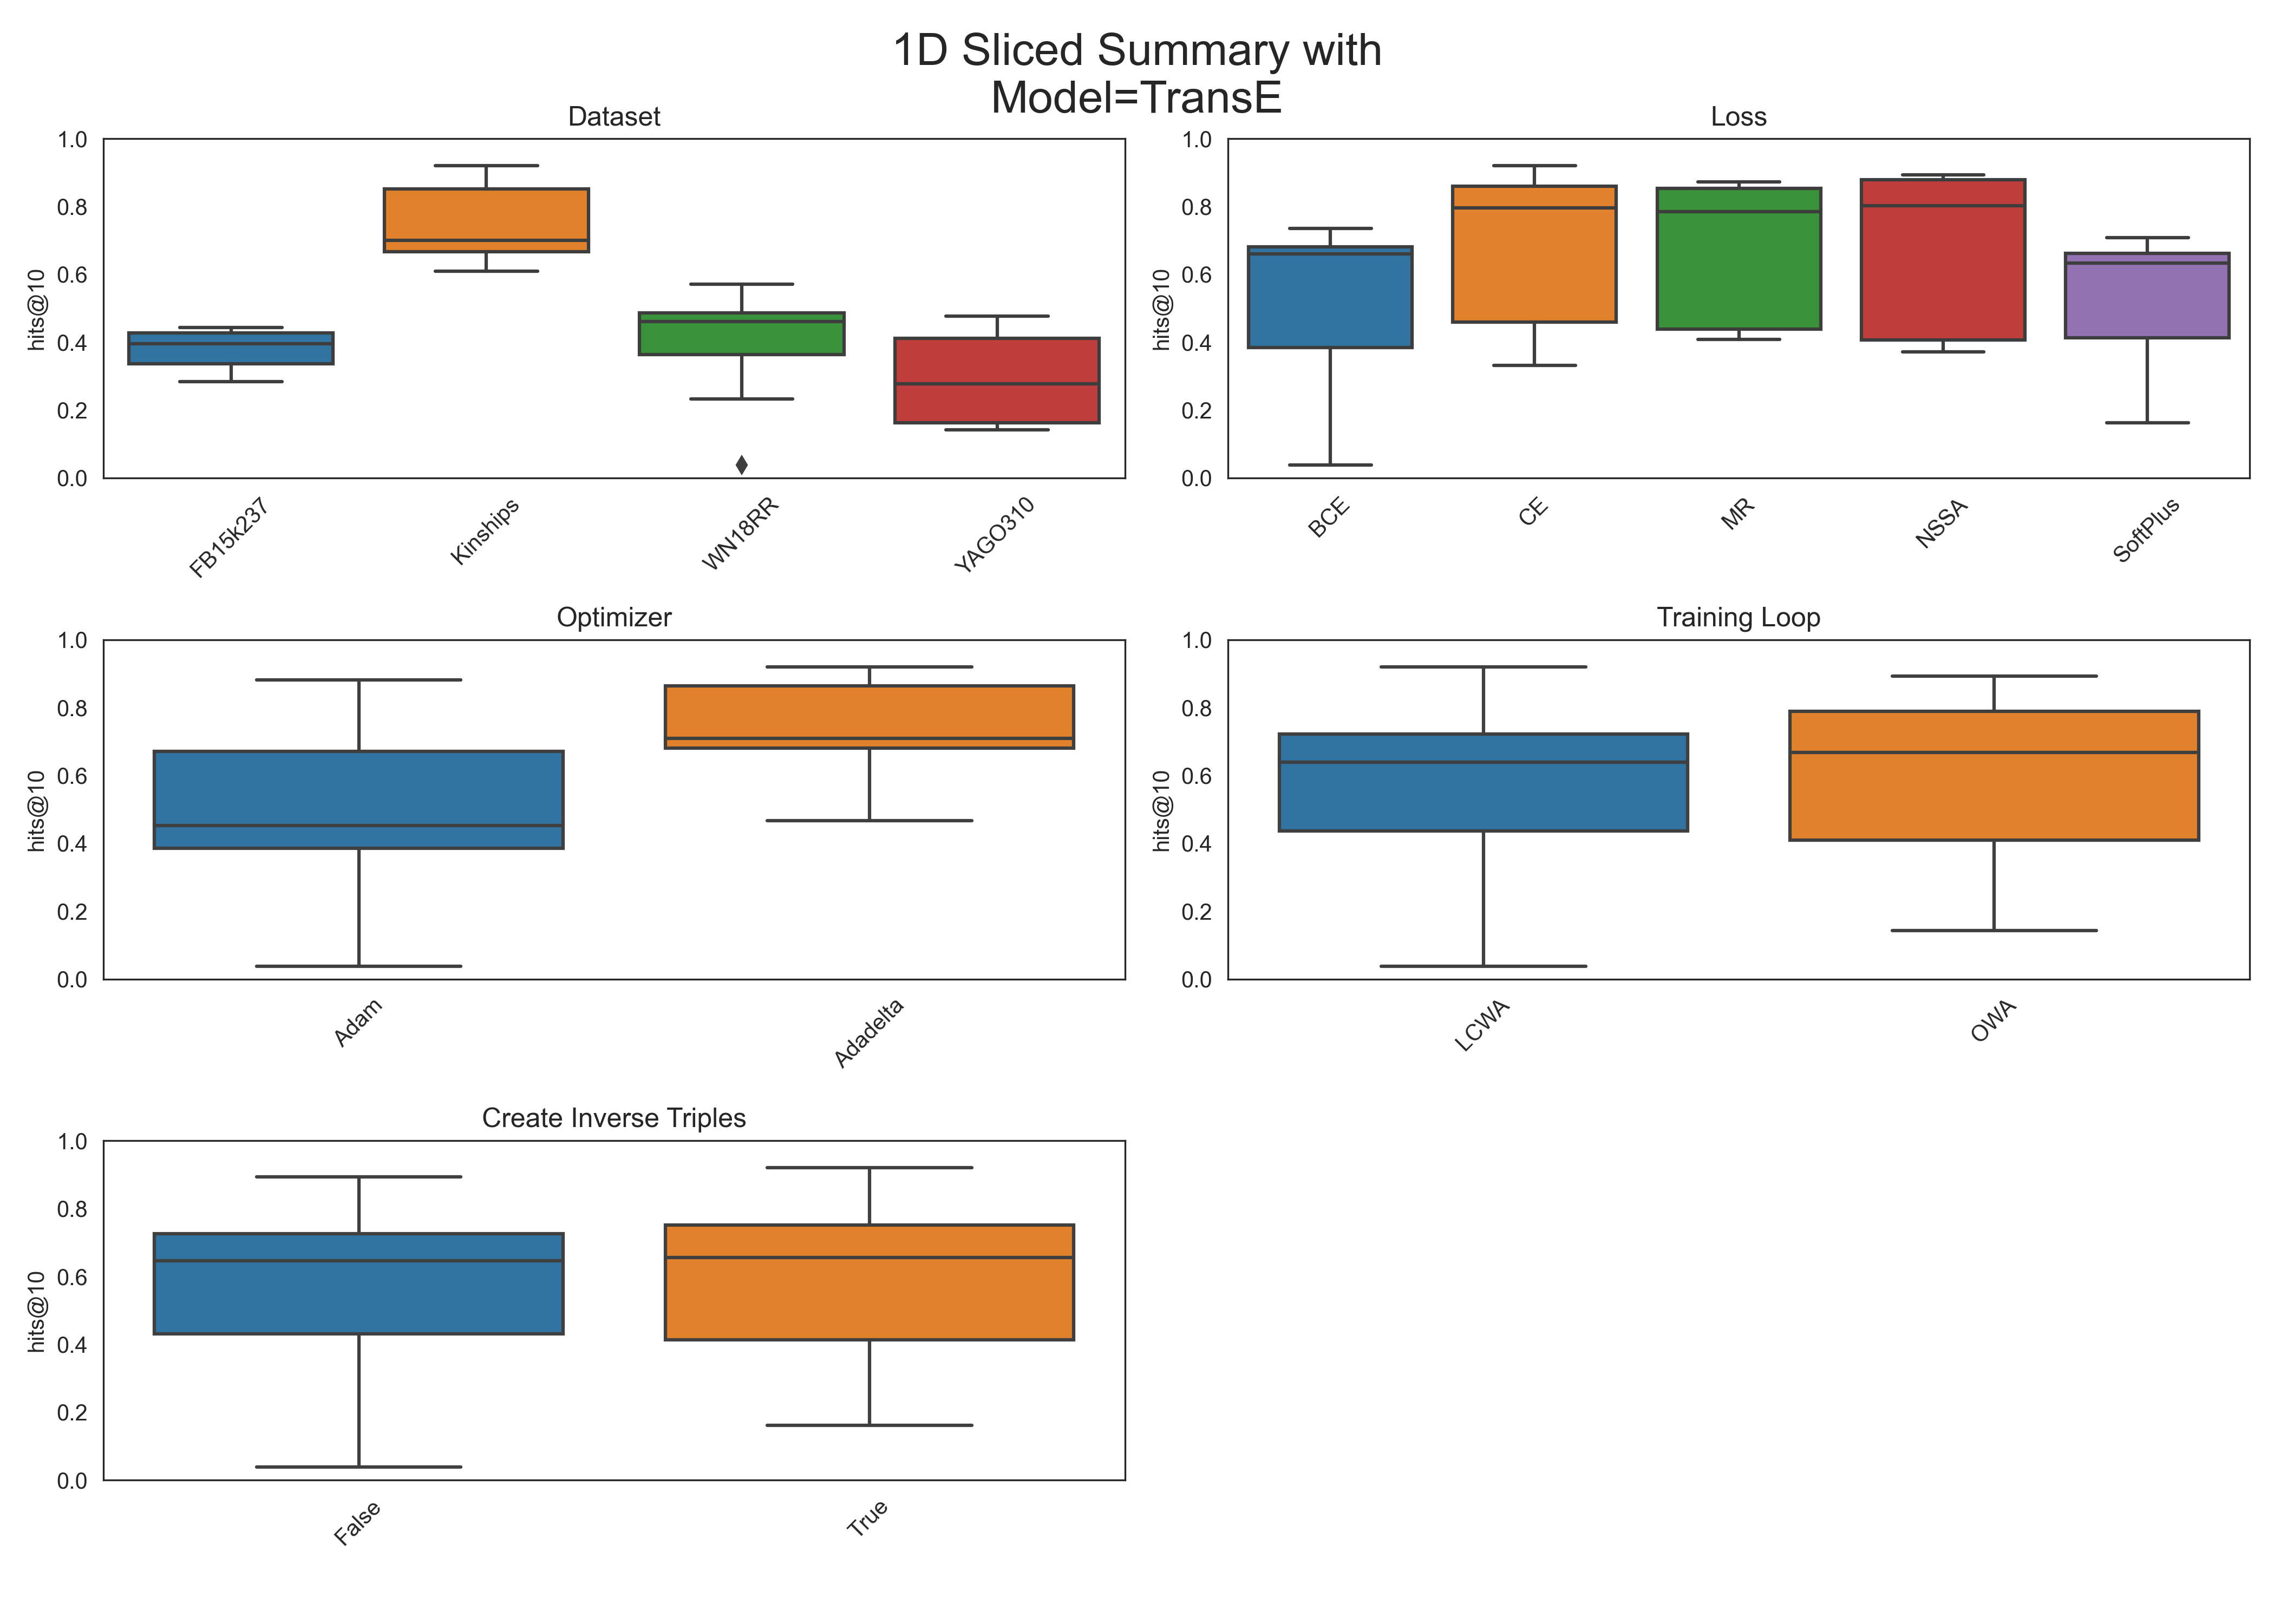 1D Sliced Summary with
Model=TransE
Dataset
1.0
0.8
0.6
0.4
0.2
0.0
hits@10
FB15k237
Kinships
WN18RR
YAGO310
Loss
1.0
0.8
0.6
0.4
0.2
0.0
hits@10
BCE
CE
MR
NSSA
SoftPlus
Optimizer
1.0
0.8
0.6
0.4
0.2
0.0
hits@10
Adam
Adadelta
Training Loop
1.0
0.8
0.6
0.4
0.2
0.0
hits@10
LCWA
OWA
Create Inverse Triples
1.0
0.8
0.6
0.4
0.2
0.0
hits@10
False
True